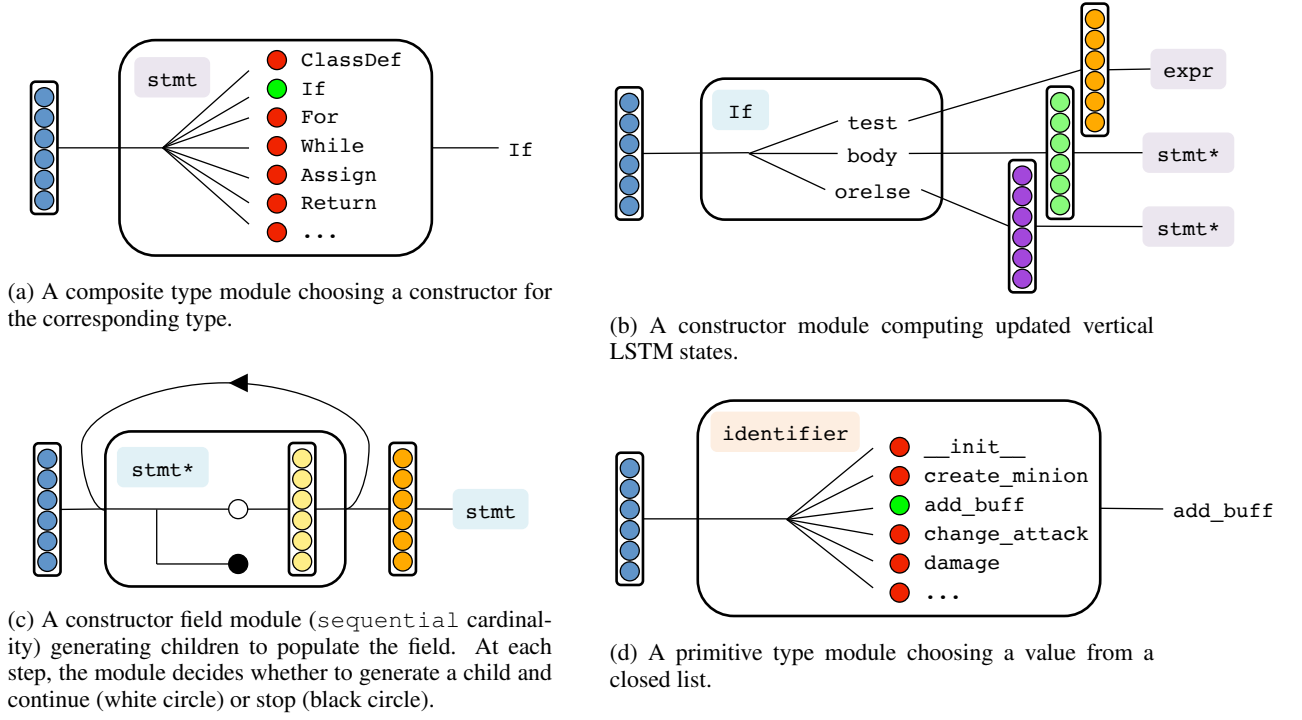 stmt
ClassDef
If
For
While
Assign
Return
...
If
(a) A composite type module choosing a constructor for
the corresponding type.
If
test
body
orelse
expr
stmt*
stmt*
(b) A constructor module computing updated vertical
LSTM states.
stmt*
stmt
(c) A constructor field module (sequential cardinal-
ity) generating children to populate the field. At each
step, the module decides whether to generate a child and
continue (white circle) or stop (black circle).
identifier
__init__
create_minion
add_buff
change_attack
damage
...
add_buff
(d) A primitive type module choosing a value from a
closed list.